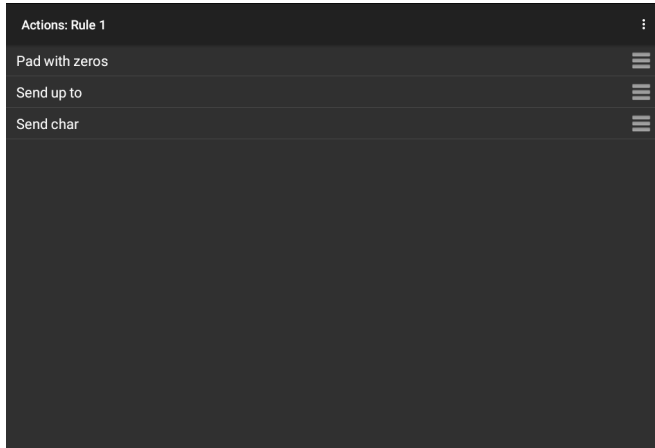 Actions: Rule 1
Pad with zeros
Send up to
Send char